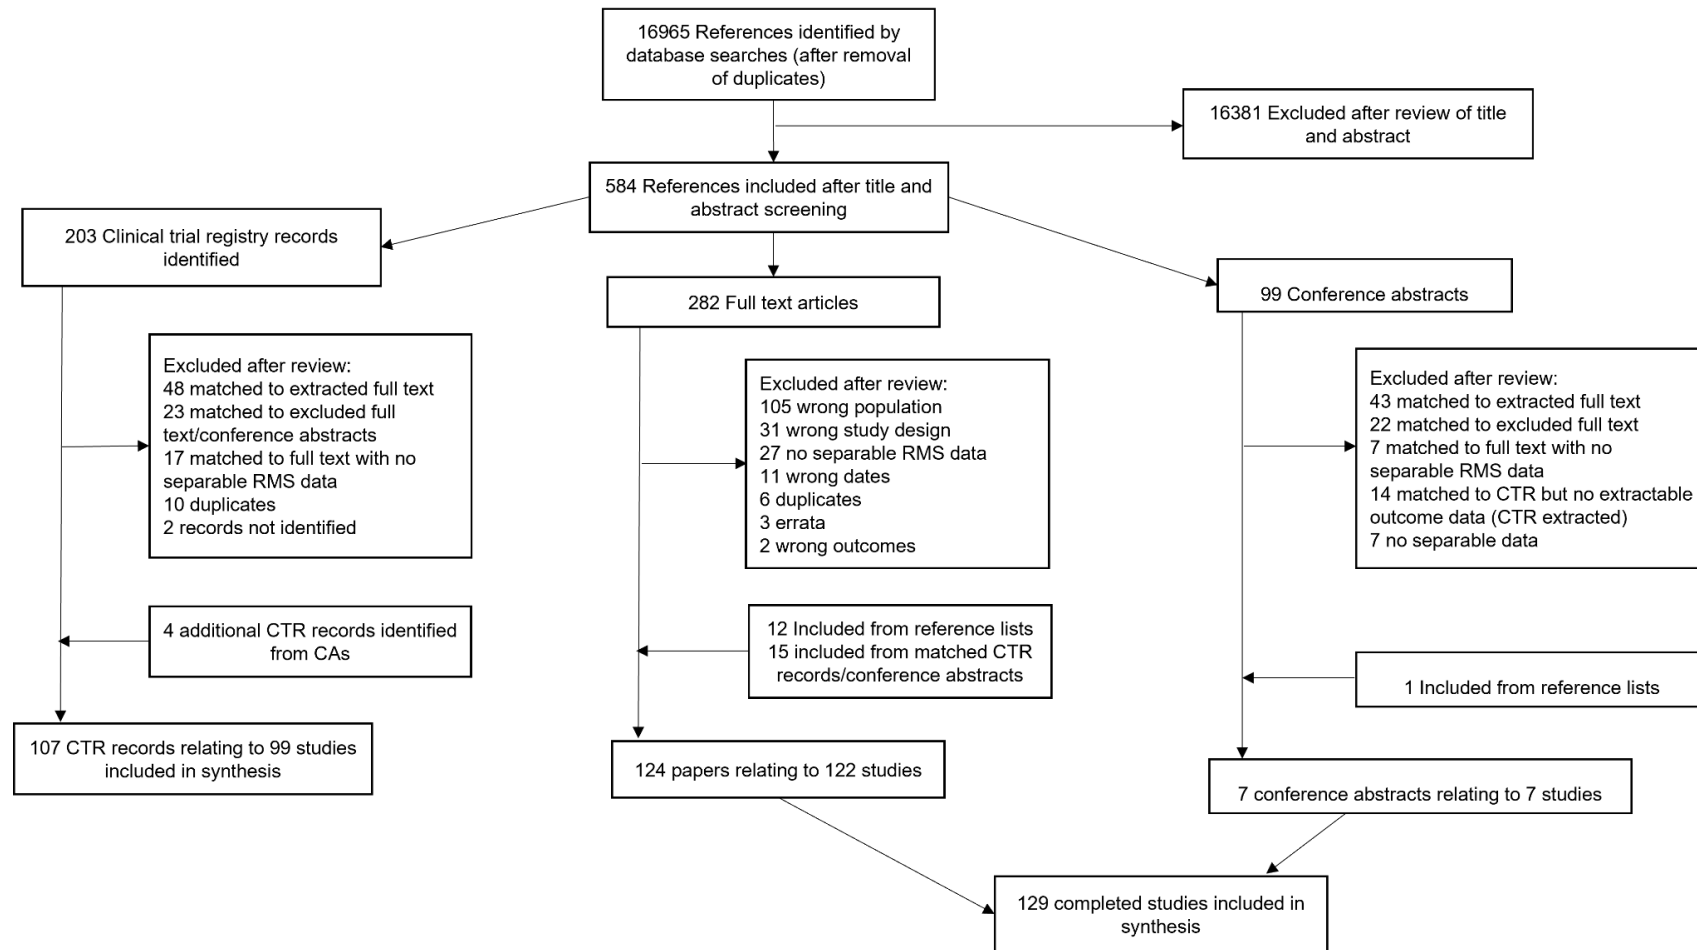 16965 References identified by
database searches (after removal
of duplicates)
16381 Excluded after review of title
and abstract
584 References included after title and
abstract screening
203 Clinical trial registry records
identified
282 Full text articles
99 Conference abstracts
Excluded after review:
48 matched to extracted full text
23 matched to excluded full
text/conference abstracts
17 matched to full text with no
separable RMS data
10 duplicates
2 records not identified
Excluded after review:
105 wrong population
31 wrong study design
27 no separable RMS data
11 wrong dates
6 duplicates
3 errata
2 wrong outcomes
Excluded after review:
43 matched to extracted full text
22 matched to excluded full text
7 matched to full text with no
separable RMS data
14 matched to CTR but no extractable
outcome data (CTR extracted)
7 no separable data
4 additional CTR records identified
from CAs
12 Included from reference lists
15 included from matched CTR
records/conference abstracts
1 Included from reference lists
107 CTR records relating to 99 studies
included in synthesis
124 papers relating to 122 studies
7 conference abstracts relating to 7 studies
129 completed studies included in
synthesis